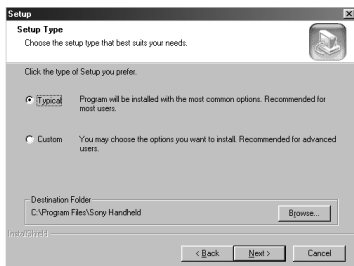 Setup
Setup Type
Choose the setup type that best suits your needs.
Click the type of Setup you prefer.
Typical
Program will be installed with the most common options. Recommended for
most users.
Custom
You may choose the options you want to install. Recommended for advanced
users.
Destination Folder
C:\Program Files\Sony Handheld
Browse...
InstallShield
< Back
Next >
Cancel